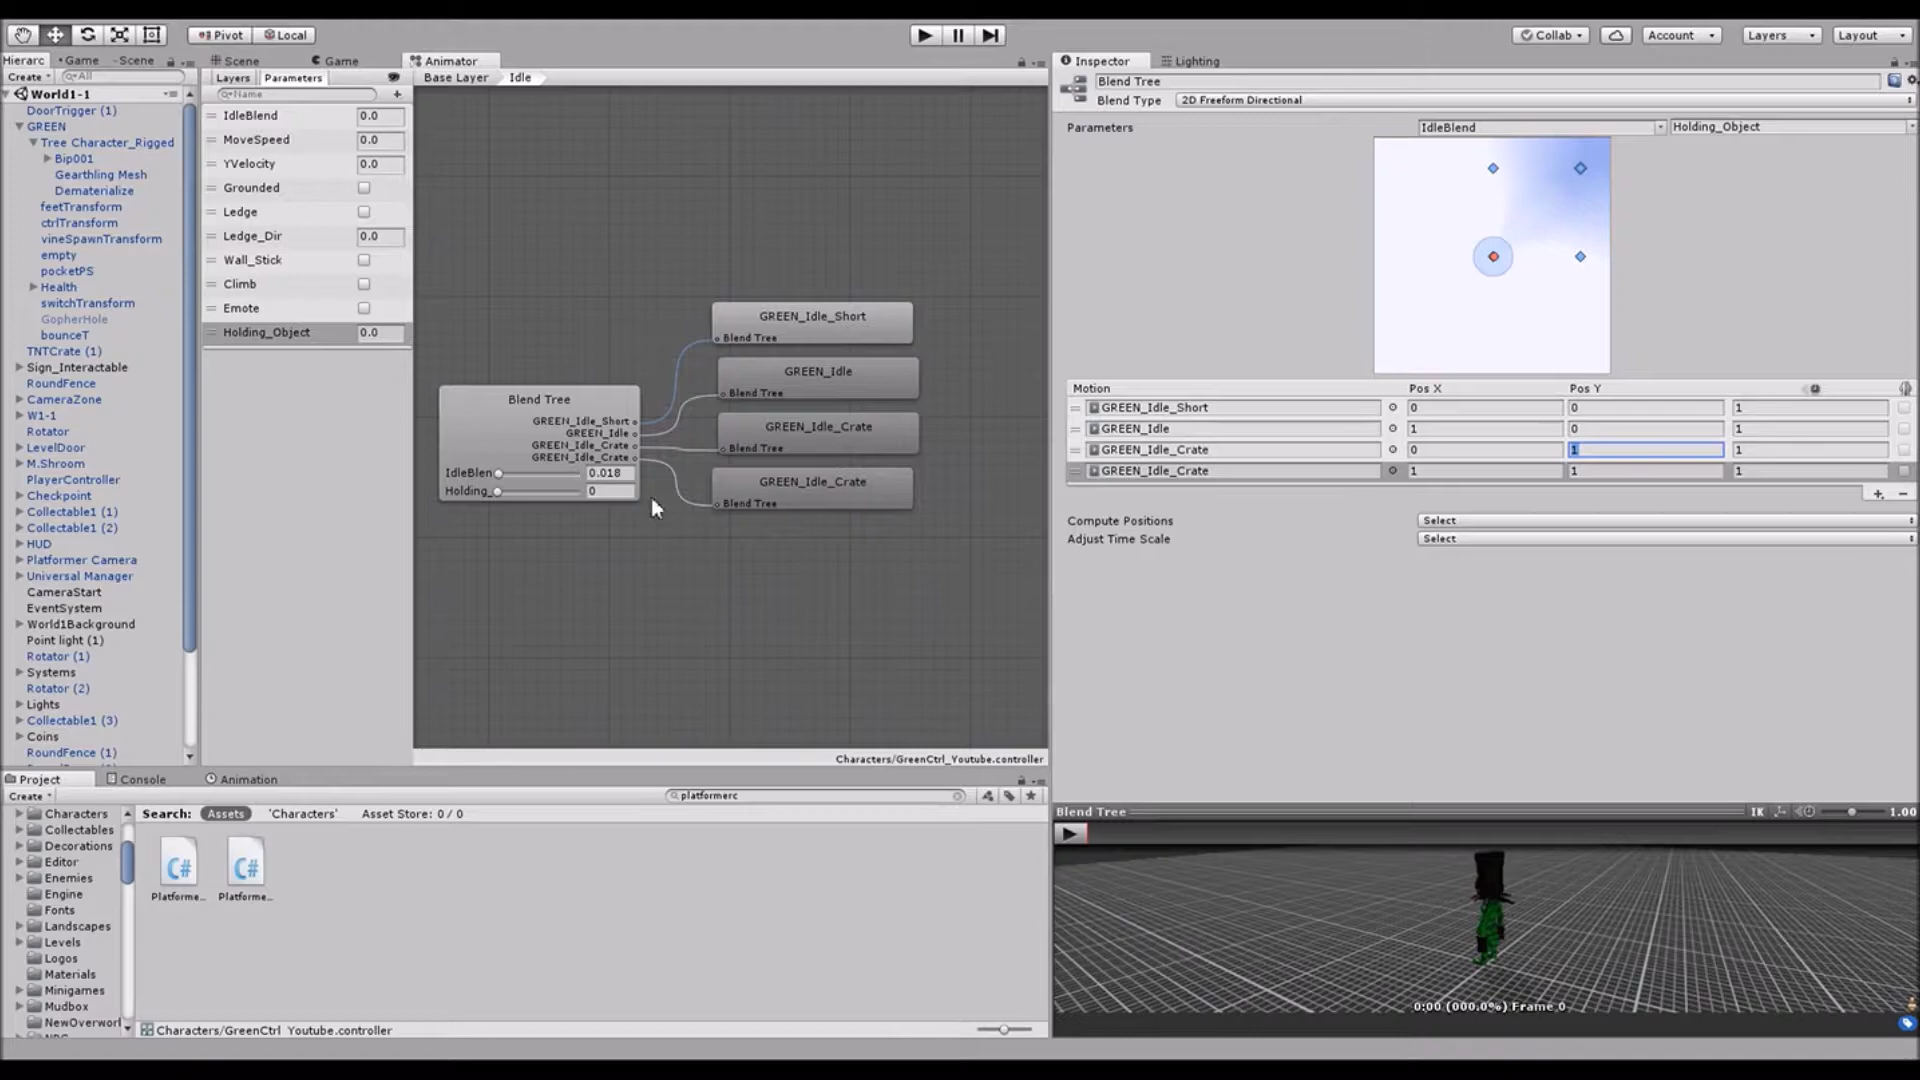 Pivot Local Collab Account Layers Layout
Hierarc Game Scene
Create All
World1-1
DoorTrigger (1)
GREEN
Tree Character_Rigged
Bip001
Gearthling Mesh
Dematerialize
feetTransform
ctrlTransform
vineSpawnTransform
empty
pocketPS
Health
switchTransform
GopherHole
bounceT
TNTCrate (1)
Sign_Interactable
RoundFence
CameraZone
W1-1
Rotator
LevelDoor
M.Shroom
PlayerController
Checkpoint
Collectable1 (1)
Collectable1 (2)
HUD
Platformer Camera
Universal Manager
CameraStart
EventSystem
World1Background
Point light (1)
Rotator (1)
Systems
Rotator (2)
Lights
Collectable1 (3)
Coins
RoundFence (1)
Scene Game Animator
Layers Parameters Base Layer Idle
Name +
IdleBlend 0.0
MoveSpeed 0.0
YVelocity 0.0
Grounded
Ledge
Ledge_Dir 0.0
Wall_Stick
Climb
Emote
Holding_Object 0.0
Blend Tree
GREEN_Idle_Short
GREEN_Idle
GREEN_Idle_Crate
GREEN_Idle_Crate
IdleBlen 0.018
Holding_ 0
GREEN_Idle_Short
Blend Tree
GREEN_Idle
Blend Tree
GREEN_Idle_Crate
Blend Tree
GREEN_Idle_Crate
Blend Tree
Characters/GreenCtrl_Youtube.controller
Inspector Lighting
Blend Tree
Blend Type 2D Freeform Directional
Parameters IdleBlend Holding_Object
Motion Pos X Pos Y
GREEN_Idle_Short 0 0 1
GREEN_Idle 1 0 1
GREEN_Idle_Crate 0 1 1
GREEN_Idle_Crate 1 1 1
+ −
Compute Positions Select
Adjust Time Scale Select
Project Console Animation
Create platformerc
Characters
Collectables
Decorations
Editor
Enemies
Engine
Fonts
Landscapes
Levels
Logos
Materials
Minigames
Mudbox
NewOverworl
Search: Assets 'Characters' Asset Store: 0 / 0
C# C#
Platforme... Platforme...
Characters/GreenCtrl Youtube.controller
Blend Tree IK 1.00
0:00 (000.0%) Frame 0